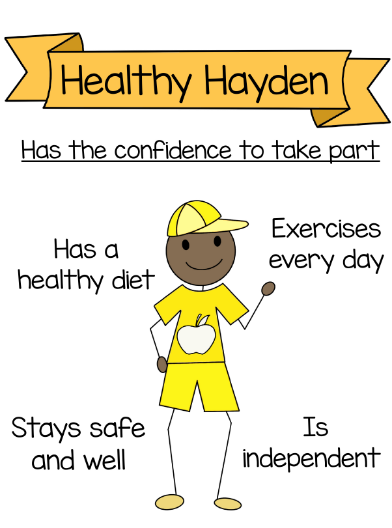 Healthy Hayden
Has the confidence to take part
Has a
healthy diet
Exercises
every day
Stays safe
and well
Is
independent